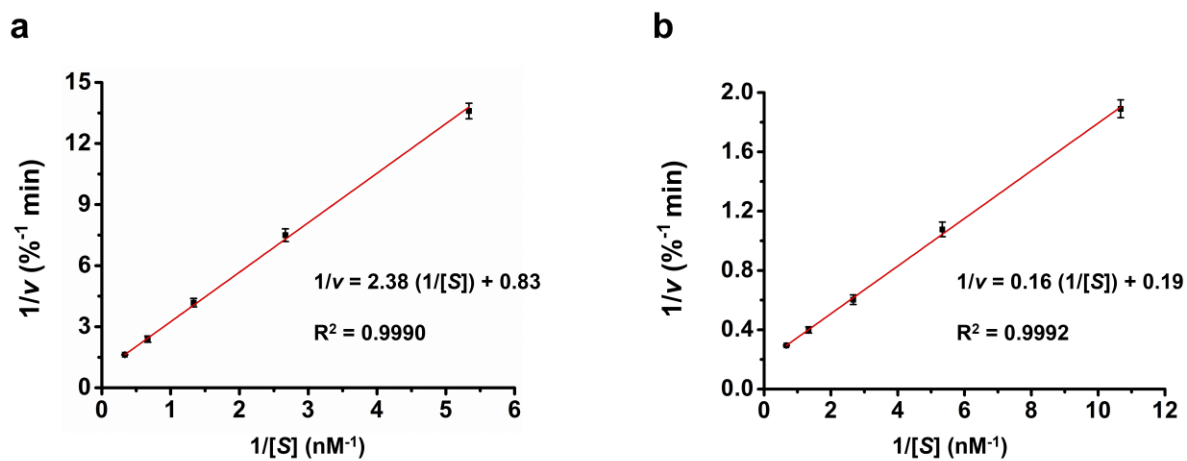 a
15
12
9
6
3
0
1/v (%⁻¹ min)
1/v = 2.38 (1/[S]) + 0.83
R² = 0.9990
0 1 2 3 4 5 6
1/[S] (nM⁻¹)
b
2.0
1.6
1.2
0.8
0.4
0.0
1/v (%⁻¹ min)
1/v = 0.16 (1/[S]) + 0.19
R² = 0.9992
0 2 4 6 8 10 12
1/[S] (nM⁻¹)